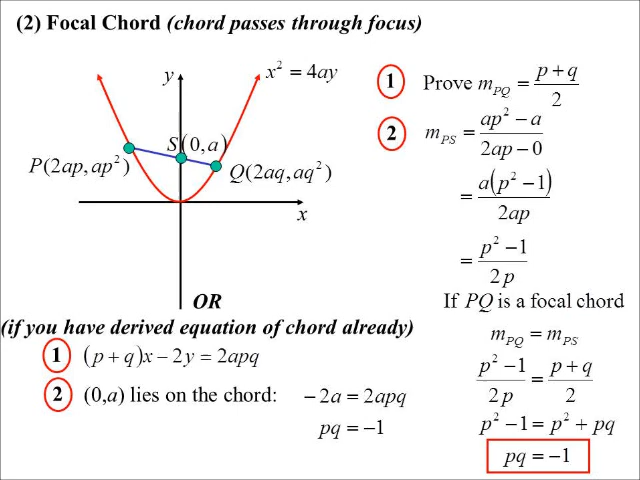 (2) Focal Chord (chord passes through focus)
y
x² = 4ay
S(0,a)
P(2ap, ap²)
Q(2aq, aq²)
x
1 Prove m_PQ = (p + q)/2
2 m_PS = (ap² − a)/(2ap − 0)
= a(p² − 1)/(2ap)
= (p² − 1)/(2p)
If PQ is a focal chord
m_PQ = m_PS
(p² − 1)/(2p) = (p + q)/2
p² − 1 = p² + pq
pq = −1
OR
(if you have derived equation of chord already)
1 (p + q)x − 2y = 2apq
2 (0,a) lies on the chord: − 2a = 2apq
pq = −1